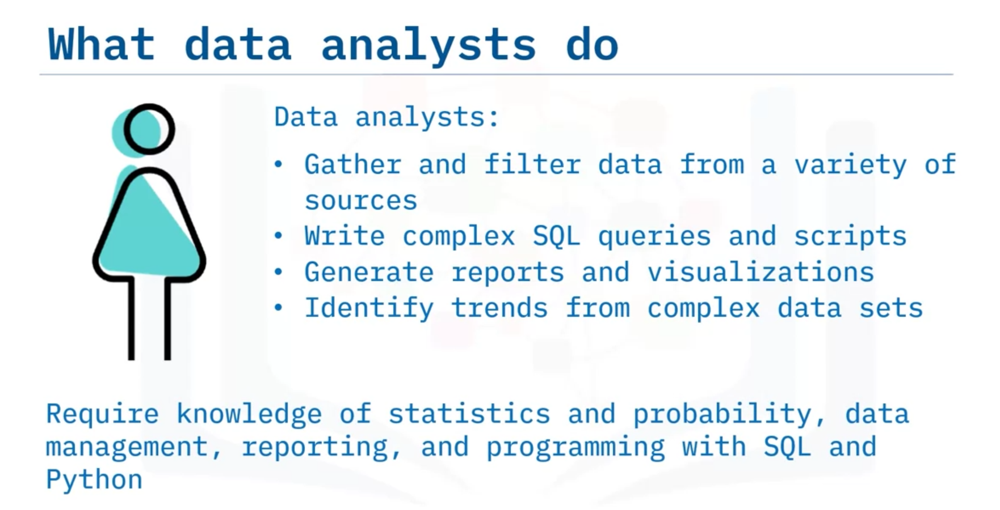 What data analysts do
Data analysts:
• Gather and filter data from a variety of
sources
• Write complex SQL queries and scripts
• Generate reports and visualizations
• Identify trends from complex data sets
Require knowledge of statistics and probability, data
management, reporting, and programming with SQL and
Python